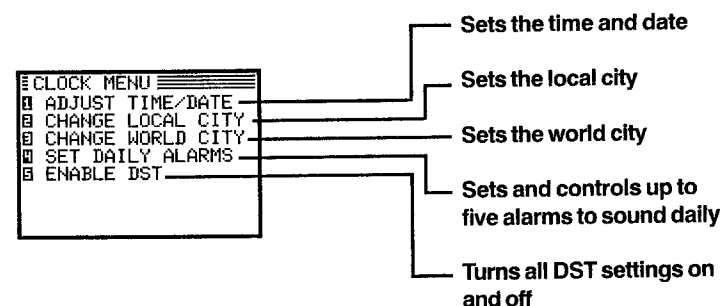 CLOCK MENU
1 ADJUST TIME/DATE
2 CHANGE LOCAL CITY
3 CHANGE WORLD CITY
4 SET DAILY ALARMS
5 ENABLE DST
Sets the time and date
Sets the local city
Sets the world city
Sets and controls up to
five alarms to sound daily
Turns all DST settings on
and off